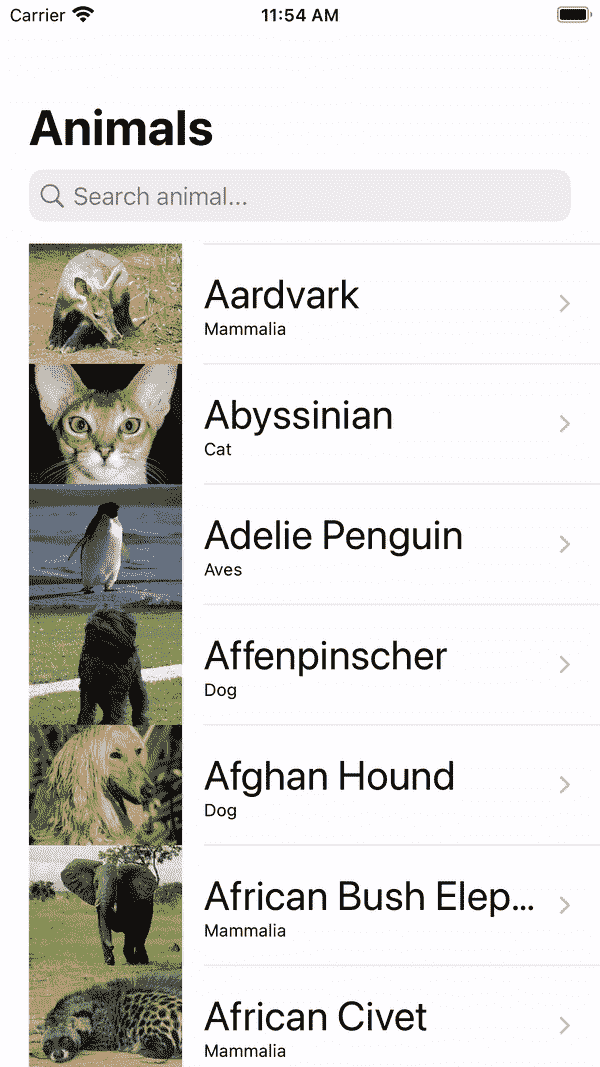 Carrier 11:54 AM
Animals
Search animal...
Aardvark
Mammalia
Abyssinian
Cat
Adelie Penguin
Aves
Affenpinscher
Dog
Afghan Hound
Dog
African Bush Elep...
Mammalia
African Civet
Mammalia